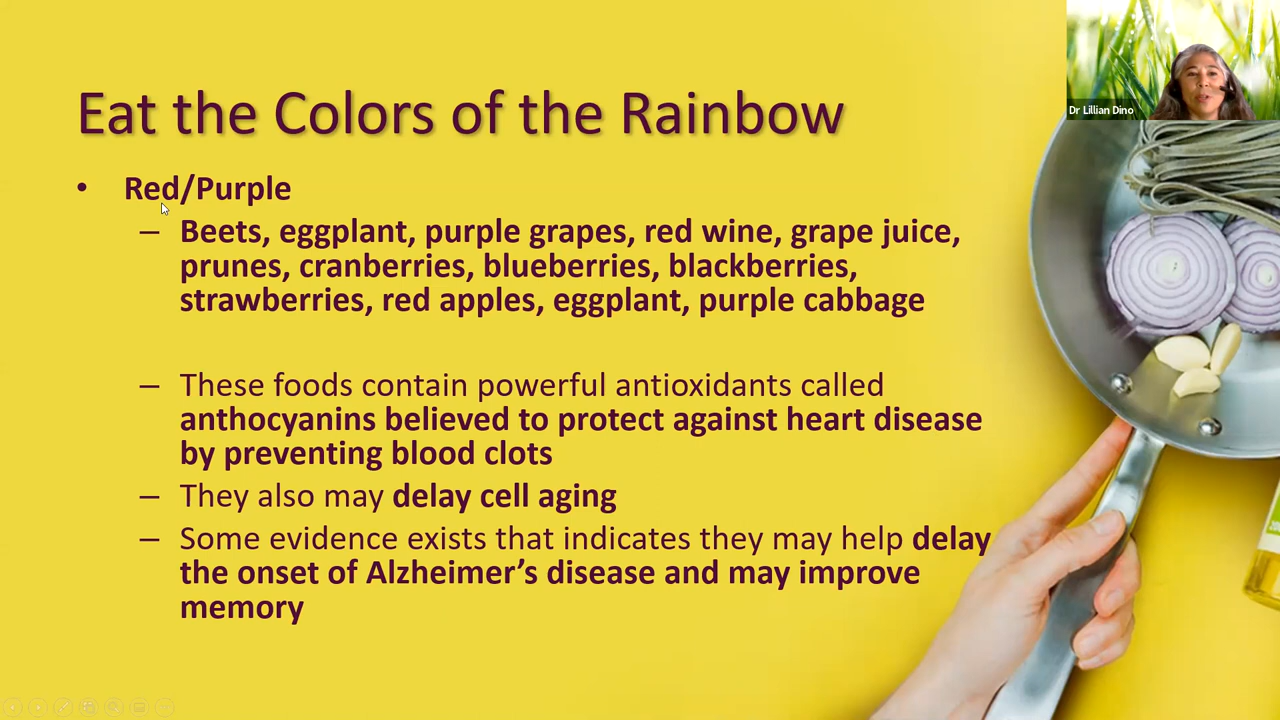 Dr Lillian Dino
Eat the Colors of the Rainbow
• Red/Purple
– Beets, eggplant, purple grapes, red wine, grape juice,
prunes, cranberries, blueberries, blackberries,
strawberries, red apples, eggplant, purple cabbage
– These foods contain powerful antioxidants called
anthocyanins believed to protect against heart disease
by preventing blood clots
– They also may delay cell aging
– Some evidence exists that indicates they may help delay
the onset of Alzheimer’s disease and may improve
memory